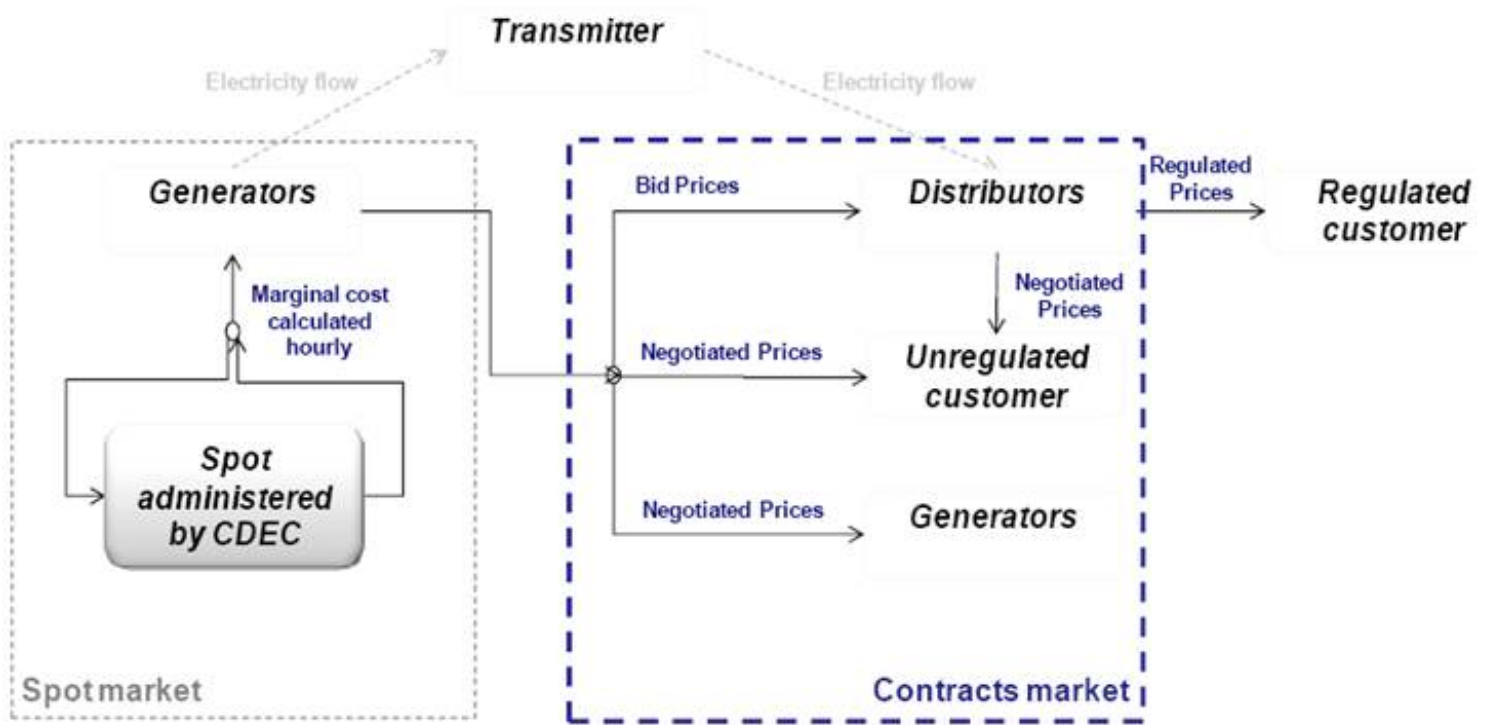 Transmitter
Electricity flow
Electricity flow
Generators
Marginal cost
calculated
hourly
Spot
administered
by CDEC
Spot market
Bid Prices
Distributors
Regulated
Prices
Regulated
customer
Negotiated
Prices
Negotiated Prices
Unregulated
customer
Negotiated Prices
Generators
Contracts market